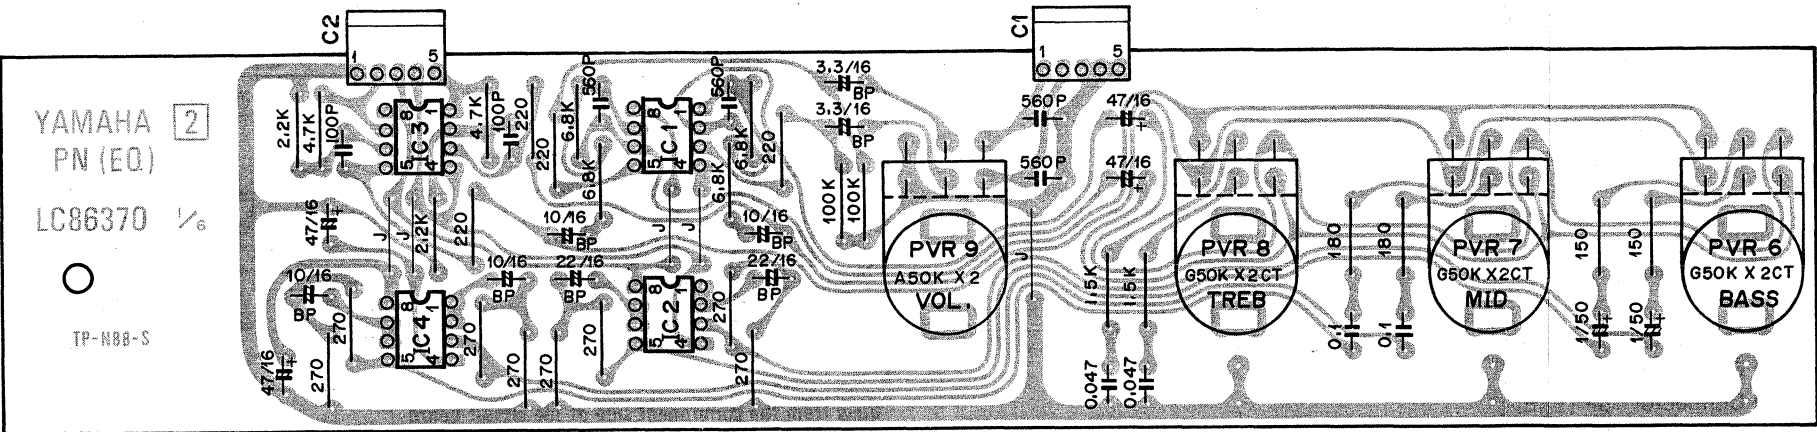 C2
1 5
C1
1 5
YAMAHA 2
PN (EQ)
LC86370 1/6
TP-N88-S
2.2K
4.7K
100P
8 1
IC3
5 4
4.7K
100P
220
220
6.8K
560P
6.8K
8 1
IC1
5 4
560P
6.8K
6.8K
220
3.3/16
BP
3.3/16
BP
100K
100K
560P
47/16
+
560P
47/16
+
47/16
+
J
J
2.2K
220
10/16
BP
J
J
10/16
BP
10/16
BP
22/16
BP
22/16
BP
10/16
BP
270
270
47/16
+
8 1
IC4
5 4
270
270
270
270
8 1
IC2
5 4
270
270
PVR 9
A50K X 2
VOL.
J
1.5K
1.5K
0.047
0.047
PVR 8
G50K X 2CT
TREB
180
180
0.1
0.1
PVR 7
G50K X2CT
MID
150
150
1/50
+
1/50
+
PVR 6
G50K X 2CT
BASS